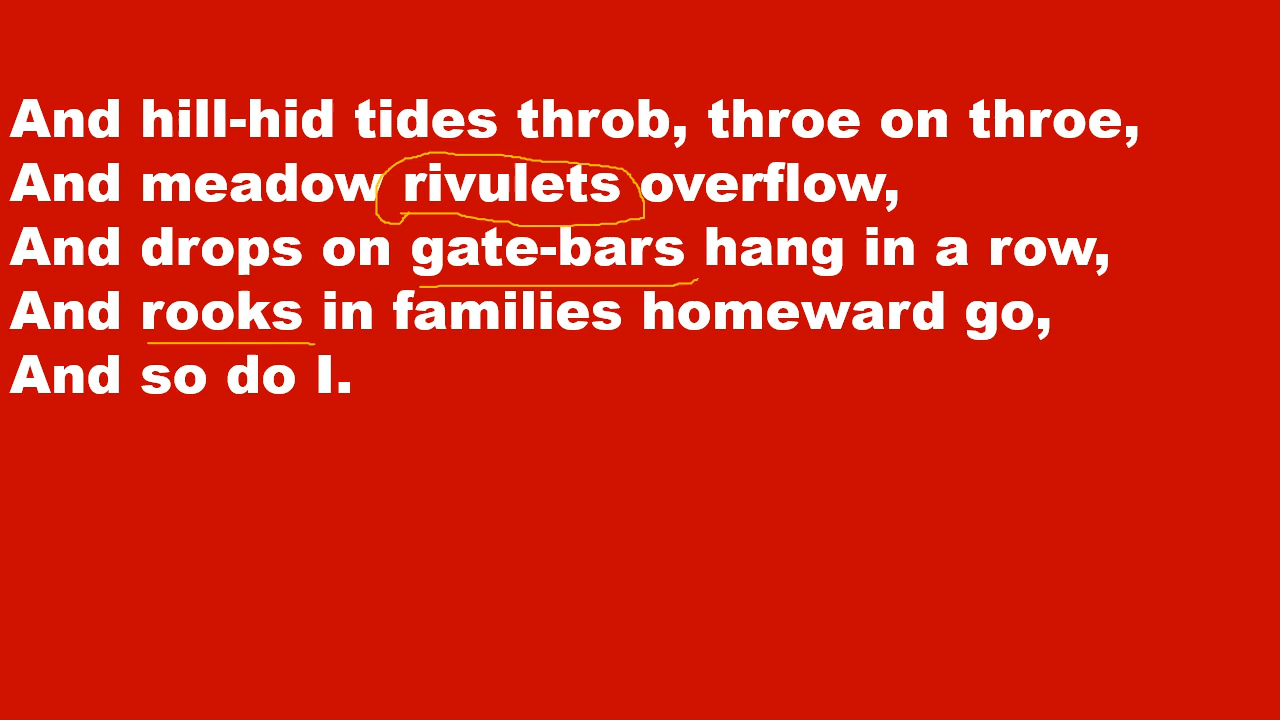 And hill-hid tides throb, throe on throe,
And meadow rivulets overflow,
And drops on gate-bars hang in a row,
And rooks in families homeward go,
And so do I.